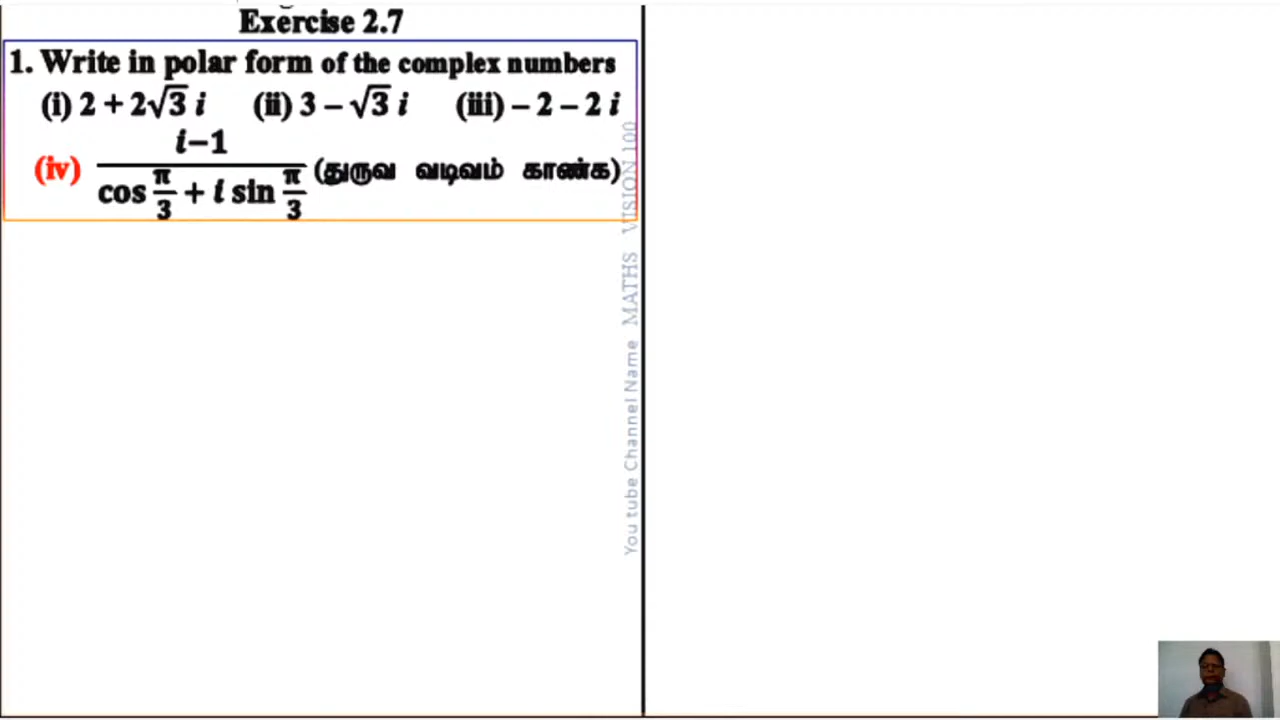 Exercise 2.7
1. Write in polar form of the complex numbers
(i) 2 + 2√3 i (ii) 3 – √3 i (iii) – 2 – 2 i
(iv) i–1 / cos π/3 + i sin π/3 (துருவ வடிவம் காண்க)
You tube Channel Name MATHS VISION 100